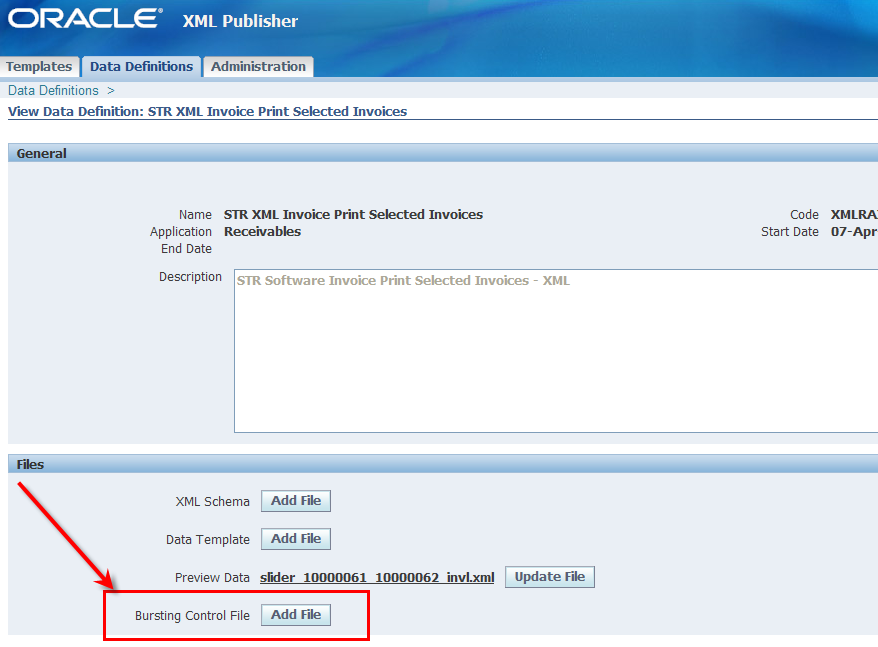 ORACLE® XML Publisher
Templates Data Definitions Administration
Data Definitions >
View Data Definition: STR XML Invoice Print Selected Invoices
General
Name STR XML Invoice Print Selected Invoices Code XMLRA
Application Receivables Start Date 07-Apr
End Date
Description STR Software Invoice Print Selected Invoices - XML
Files
XML Schema Add File
Data Template Add File
Preview Data slider_10000061_10000062_invl.xml Update File
Bursting Control File Add File